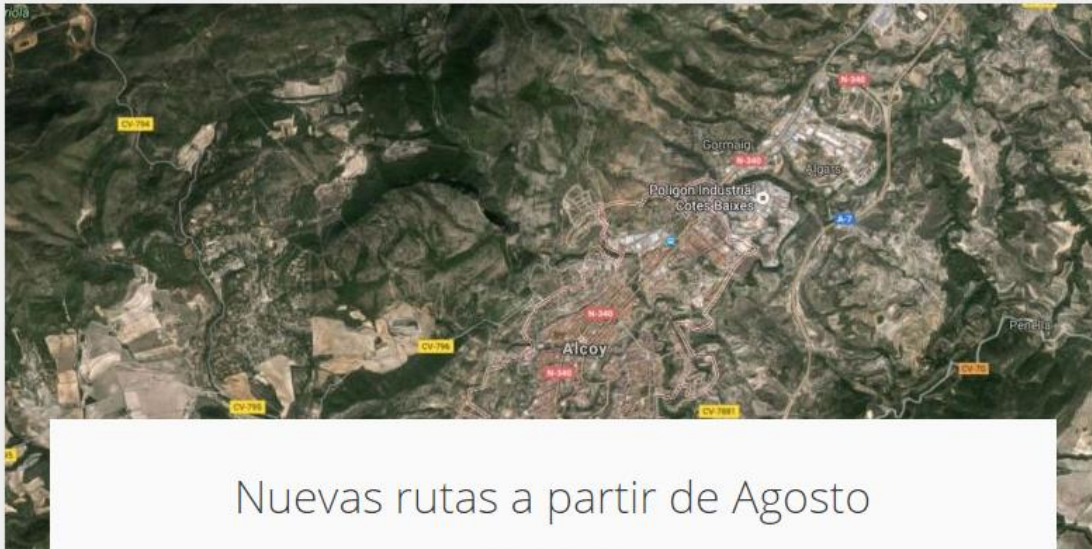 CV-794
N-340
Gormaig
N-340
Algars
Polígon Industrial
Cotes Baixes
A-7
N-340
Penella
Alcoy
CV-796
N-340
CV-70
CV-795
CV-7881
Nuevas rutas a partir de Agosto